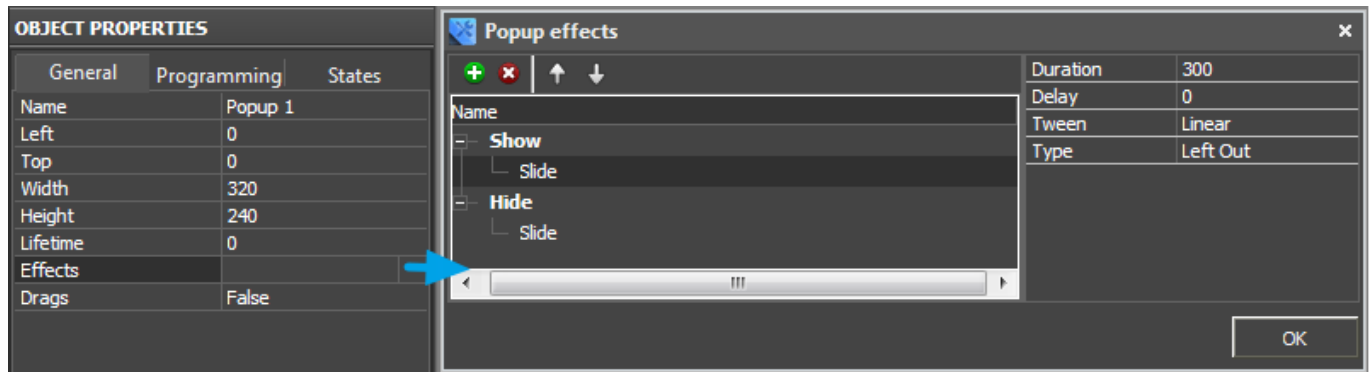 OBJECT PROPERTIES
General Programming States
Name Popup 1
Left 0
Top 0
Width 320
Height 240
Lifetime 0
Effects
Drags False
Popup effects
Name
Show
Slide
Hide
Slide
Duration 300
Delay 0
Tween Linear
Type Left Out
OK